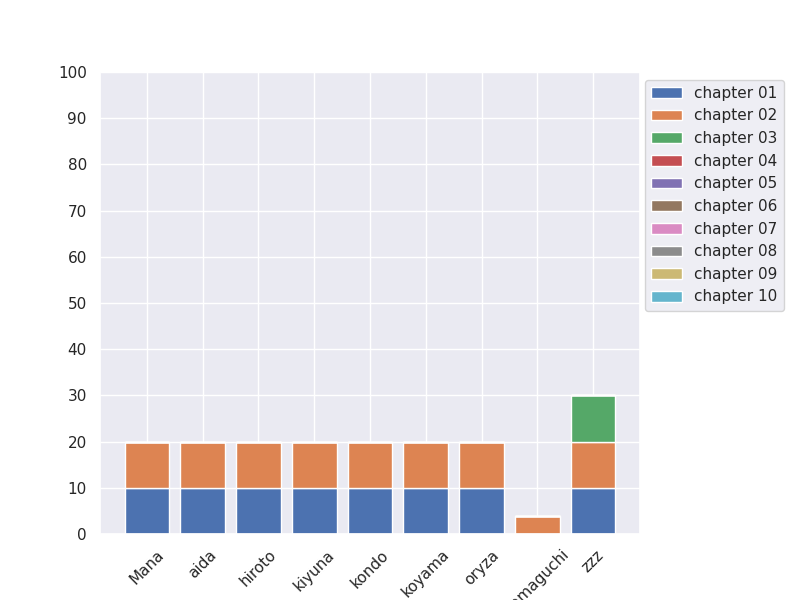 100
90
80
70
60
50
40
30
20
10
0
Mana
aida
hiroto
kiyuna
kondo
koyama
oryza
omaguchi
zzz
chapter 01
chapter 02
chapter 03
chapter 04
chapter 05
chapter 06
chapter 07
chapter 08
chapter 09
chapter 10